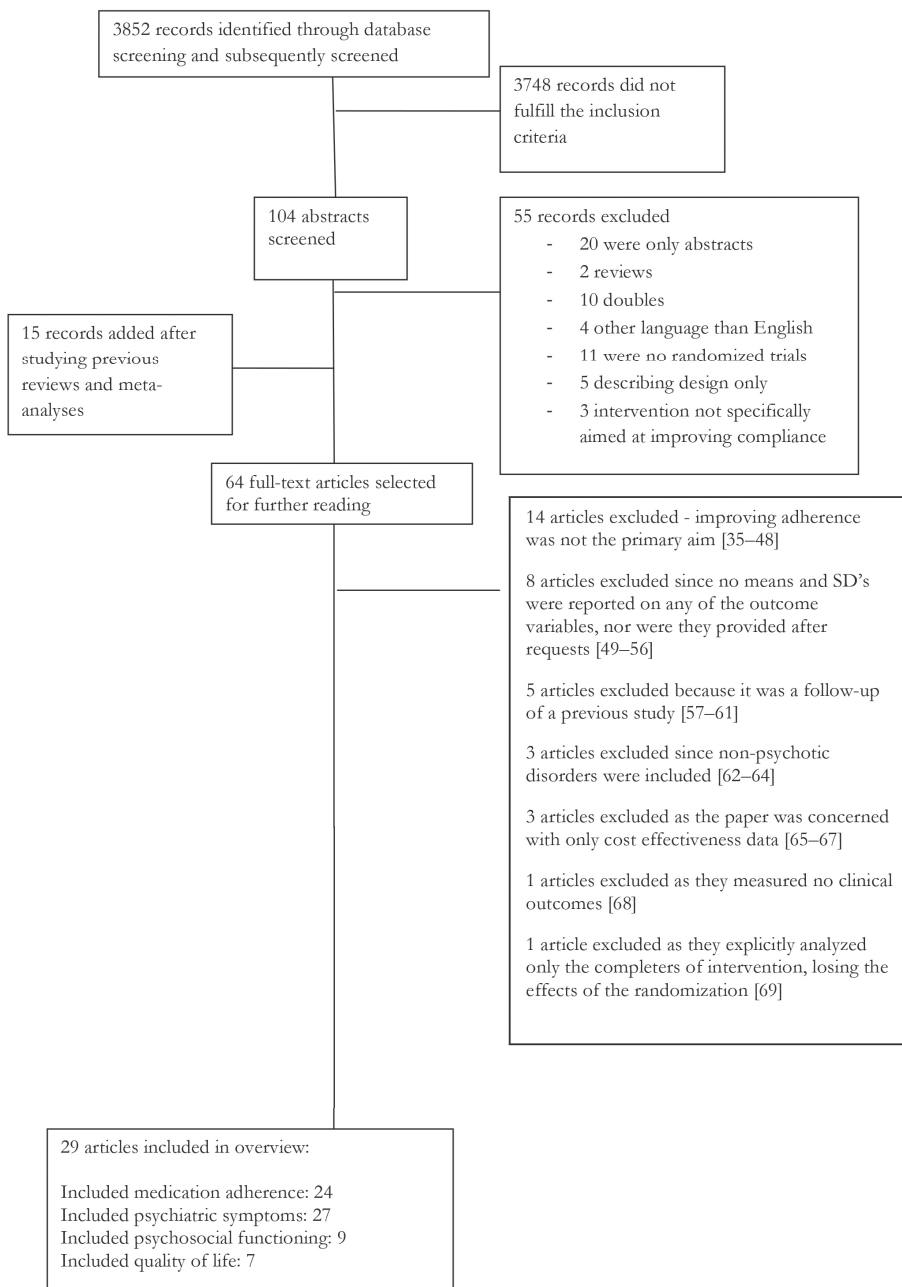 3852 records identified through database
screening and subsequently screened
3748 records did not
fulfill the inclusion
criteria
104 abstracts
screened
55 records excluded
- 20 were only abstracts
- 2 reviews
- 10 doubles
- 4 other language than English
- 11 were no randomized trials
- 5 describing design only
- 3 intervention not specifically
aimed at improving compliance
15 records added after
studying previous
reviews and meta-
analyses
64 full-text articles selected
for further reading
14 articles excluded - improving adherence
was not the primary aim [35–48]
8 articles excluded since no means and SD's
were reported on any of the outcome
variables, nor were they provided after
requests [49–56]
5 articles excluded because it was a follow-up
of a previous study [57–61]
3 articles excluded since non-psychotic
disorders were included [62–64]
3 articles excluded as the paper was concerned
with only cost effectiveness data [65–67]
1 articles excluded as they measured no clinical
outcomes [68]
1 article excluded as they explicitly analyzed
only the completers of intervention, losing the
effects of the randomization [69]
29 articles included in overview:
Included medication adherence: 24
Included psychiatric symptoms: 27
Included psychosocial functioning: 9
Included quality of life: 7